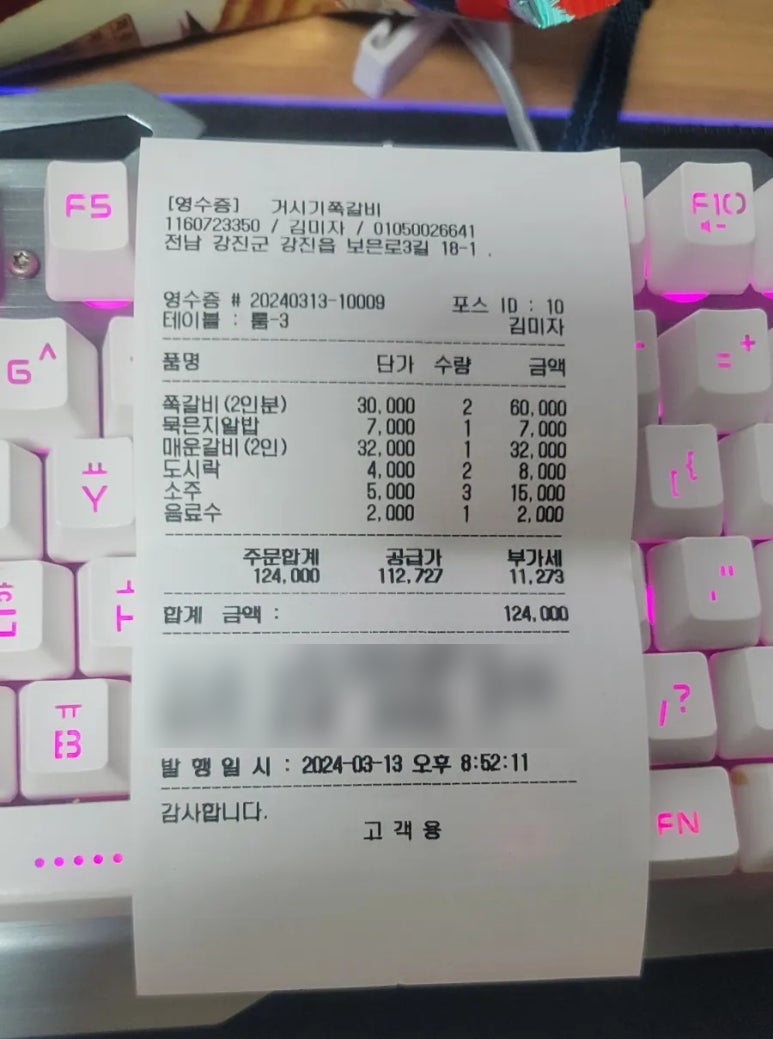 [영수증] 거시기쪽갈비
1160723350 / 김미자 / 01050026641
전남 강진군 강진읍 보은로3길 18-1 .
영수증 # 20240313-10009 포스 ID : 10
테이블 : 룸-3 김미자
품명 단가 수량 금액
쪽갈비(2인분) 30,000 2 60,000
묵은지알밥 7,000 1 7,000
매운갈비(2인) 32,000 1 32,000
도시락 4,000 2 8,000
소주 5,000 3 15,000
음료수 2,000 1 2,000
주문합계 공급가 부가세
124,000 112,727 11,273
합계 금액 : 124,000
발 행 일 시 : 2024-03-13 오후 8:52:11
감사합니다.
고 객 용
F5
F10
G ^
= +
ㅛ
Y
[ {
, "
ㅠ
B
/ ?
FN